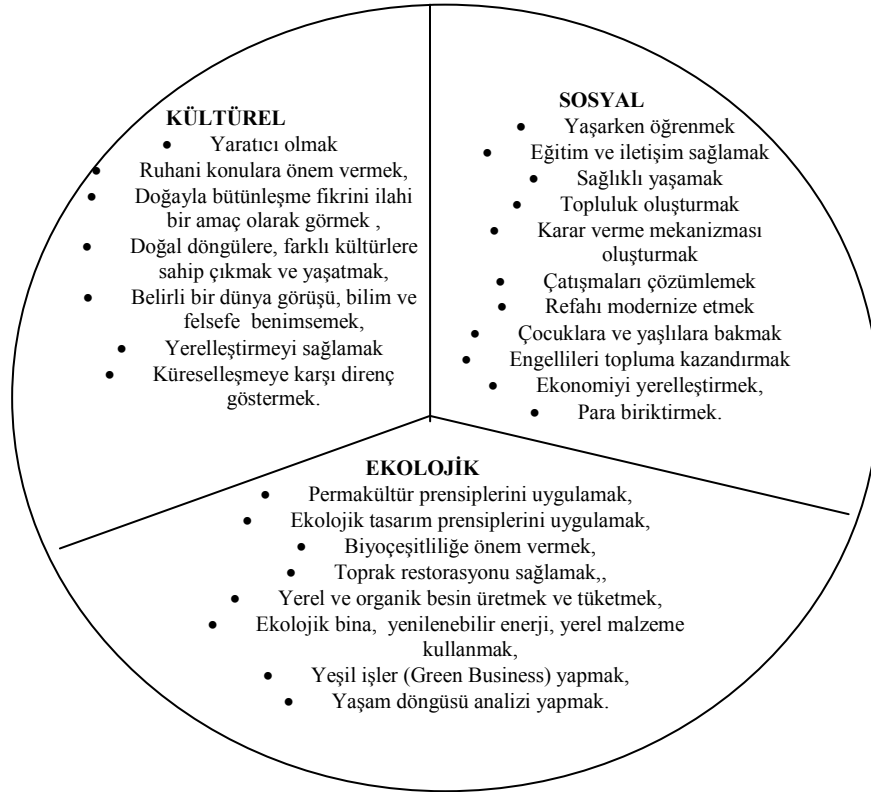 KÜLTÜREL
• Yaratıcı olmak
• Ruhani konulara önem vermek,
• Doğayla bütünleşme fikrini ilahi
bir amaç olarak görmek ,
• Doğal döngülere, farklı kültürlere
sahip çıkmak ve yaşatmak,
• Belirli bir dünya görüşü, bilim ve
felsefe benimsemek,
• Yerelleştirmeyi sağlamak
• Küreselleşmeye karşı direnç
göstermek.
SOSYAL
• Yaşarken öğrenmek
• Eğitim ve iletişim sağlamak
• Sağlıklı yaşamak
• Topluluk oluşturmak
• Karar verme mekanizması
oluşturmak
• Çatışmaları çözümlemek
• Refahı modernize etmek
• Çocuklara ve yaşlılara bakmak
• Engellileri topluma kazandırmak
• Ekonomiyi yerelleştirmek,
• Para biriktirmek.
EKOLOJİK
• Permakültür prensiplerini uygulamak,
• Ekolojik tasarım prensiplerini uygulamak,
• Biyoçeşitliliğe önem vermek,
• Toprak restorasyonu sağlamak,,
• Yerel ve organik besin üretmek ve tüketmek,
• Ekolojik bina, yenilenebilir enerji, yerel malzeme
kullanmak,
• Yeşil işler (Green Business) yapmak,
• Yaşam döngüsü analizi yapmak.